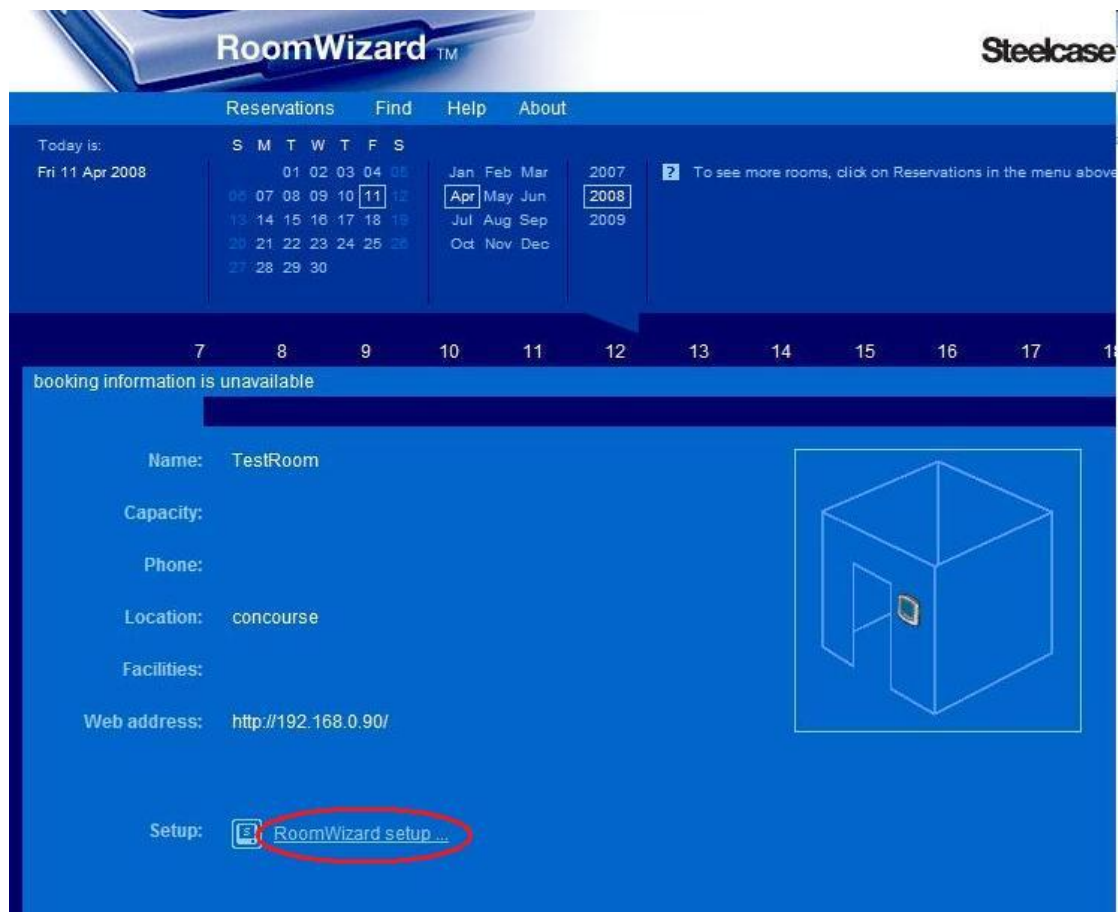 RoomWizard TM
Steelcase
Reservations Find Help About
Today is:
Fri 11 Apr 2008
S M T W T F S
01 02 03 04 05
06 07 08 09 10 11 12
13 14 15 16 17 18 19
20 21 22 23 24 25 26
27 28 29 30
Jan Feb Mar
Apr May Jun
Jul Aug Sep
Oct Nov Dec
2007
2008
2009
? To see more rooms, click on Reservations in the menu above
7 8 9 10 11 12 13 14 15 16 17
booking information is unavailable
Name: TestRoom
Capacity:
Phone:
Location: concourse
Facilities:
Web address: http://192.168.0.90/
Setup: S RoomWizard setup ...